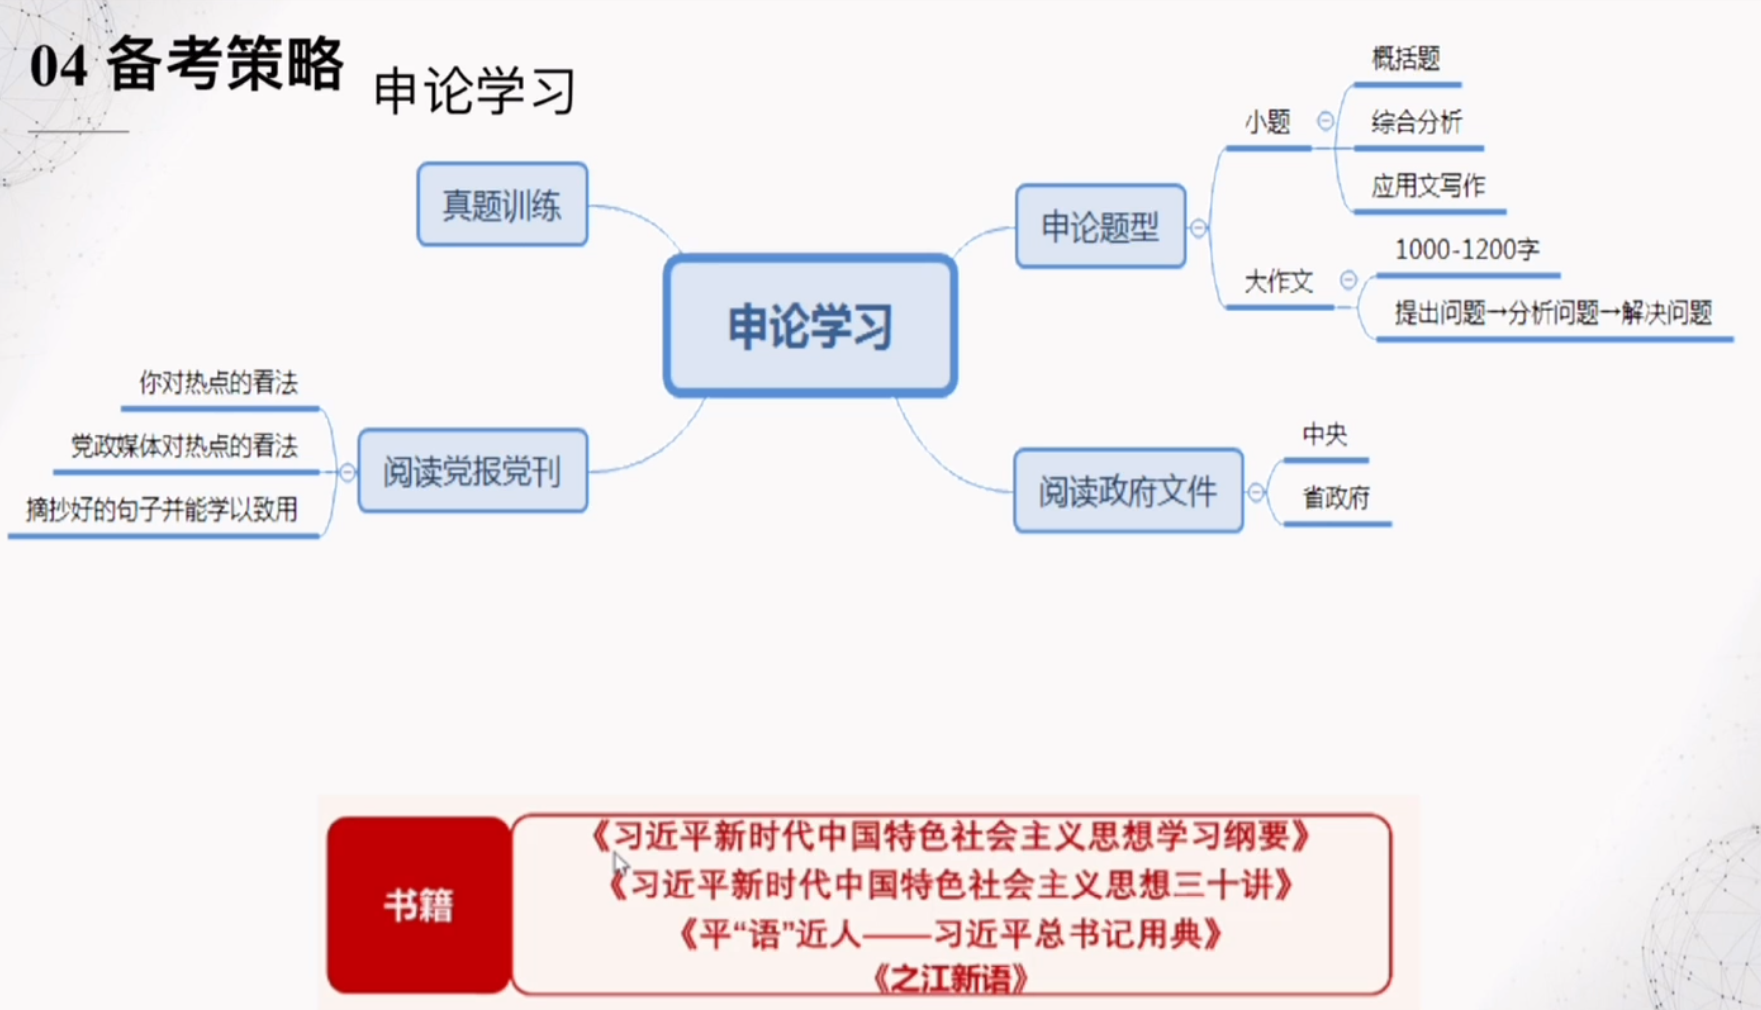 04 备考策略
申论学习
真题训练
申论学习
阅读党报党刊
你对热点的看法
党政媒体对热点的看法
摘抄好的句子并能学以致用
申论题型
小题
概括题
综合分析
应用文写作
大作文
1000-1200字
提出问题→分析问题→解决问题
阅读政府文件
中央
省政府
书籍
《习近平新时代中国特色社会主义思想学习纲要》
《习近平新时代中国特色社会主义思想三十讲》
《平“语”近人——习近平总书记用典》
《之江新语》